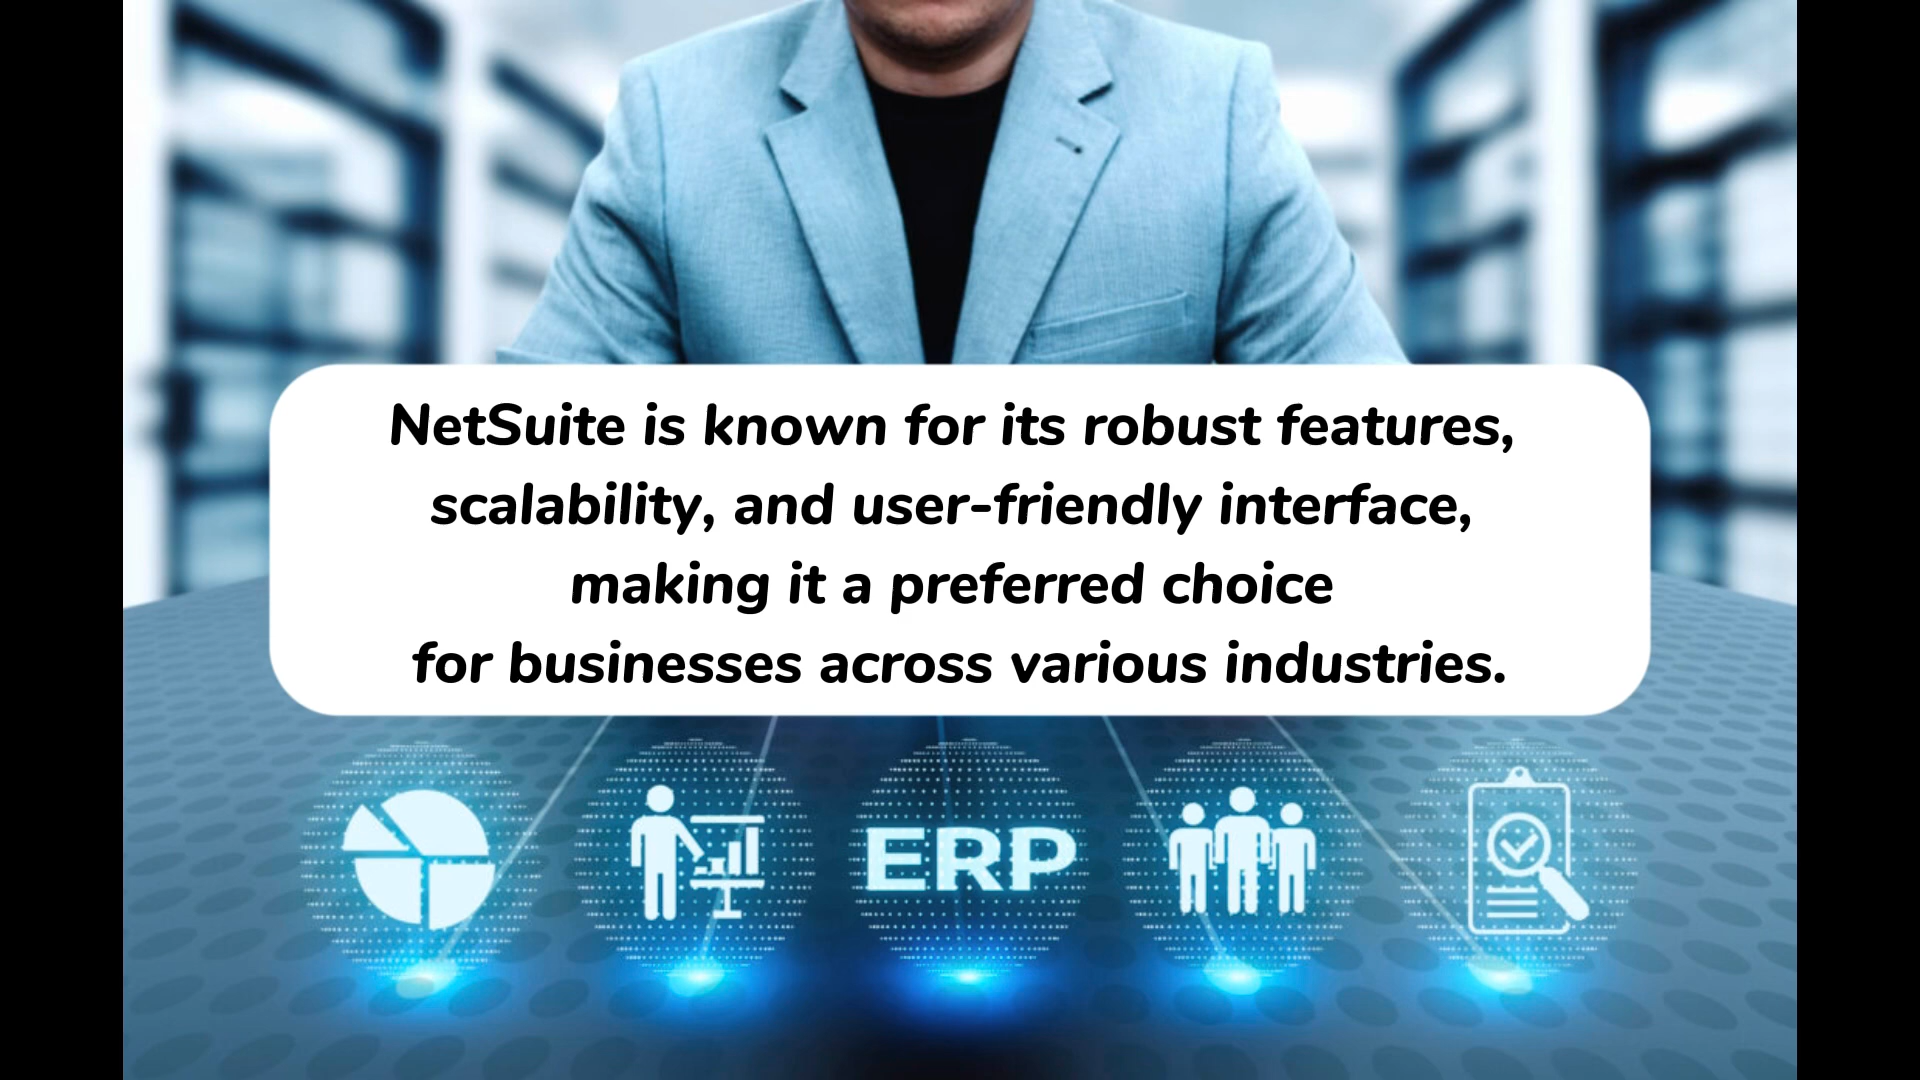 NetSuite is known for its robust features,
scalability, and user-friendly interface,
making it a preferred choice
for businesses across various industries.
ERP